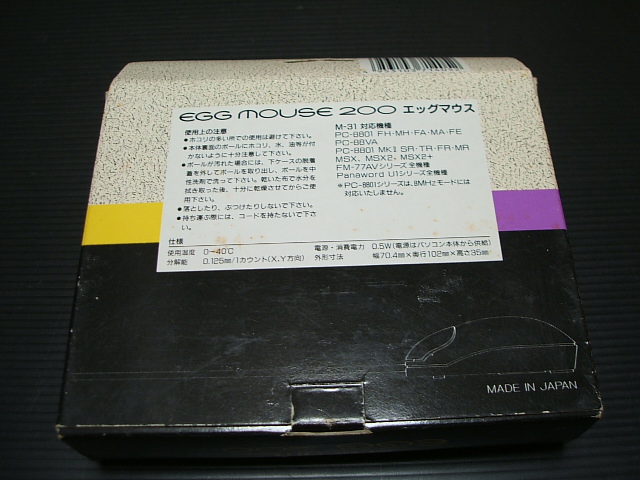 EGG MOUSE 200 エッグマウス
使用上の注意
●ホコリの多い所での使用は避けて下さい。
●本体裏面のボールにホコリ、水、油等が付
かないように十分注意して下さい。
●ボールが汚れた場合には、下ケースの脱着
蓋を外してボールを取り出し、ボールを中
性洗剤で洗って下さい。乾いた布で水分を
拭き取った後、十分に乾燥させてからご使
用下さい。
●落としたり、ぶつけたりしないで下さい。
●持ち運ぶ際には、コードを持たないで下さ
い。
M-31 対応機種
PC-8801 FH・MH・FA・MA・FE
PC-88VA
PC-8801 MKⅡ SR・TR・FR・MR
MSX、MSX2、MSX2+
FM-77AVシリーズ 全機種
Panaword U1シリーズ全機種
＊PC-8801シリーズは、8MHzモードには
対応いたしません。
仕様
使用温度 0～40℃
電源・消費電力 0.5W(電源はパソコン本体から供給)
分解能 0.125mm/1カウント(X,Y方向)
外形寸法 幅70.4mm×奥行102mm×高さ35mm
MADE IN JAPAN